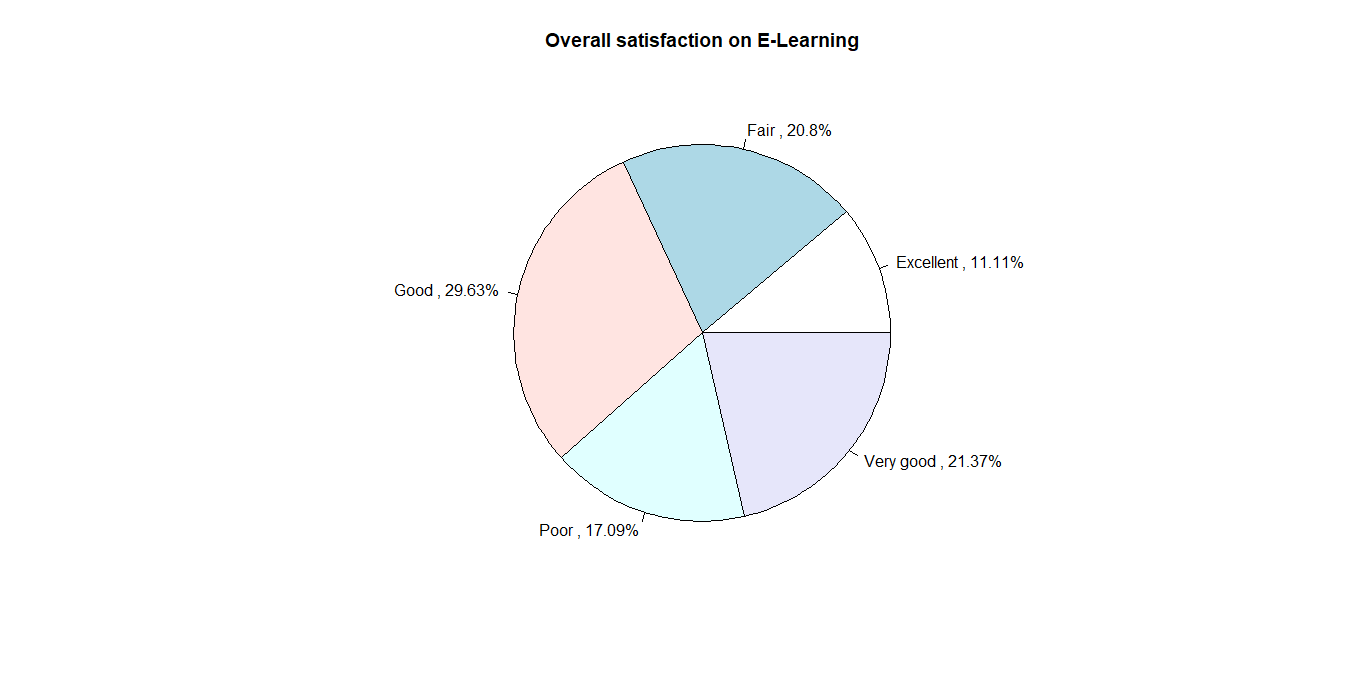 Overall satisfaction on E-Learning
Fair , 20.8%
Excellent , 11.11%
Good , 29.63%
Very good , 21.37%
Poor , 17.09%